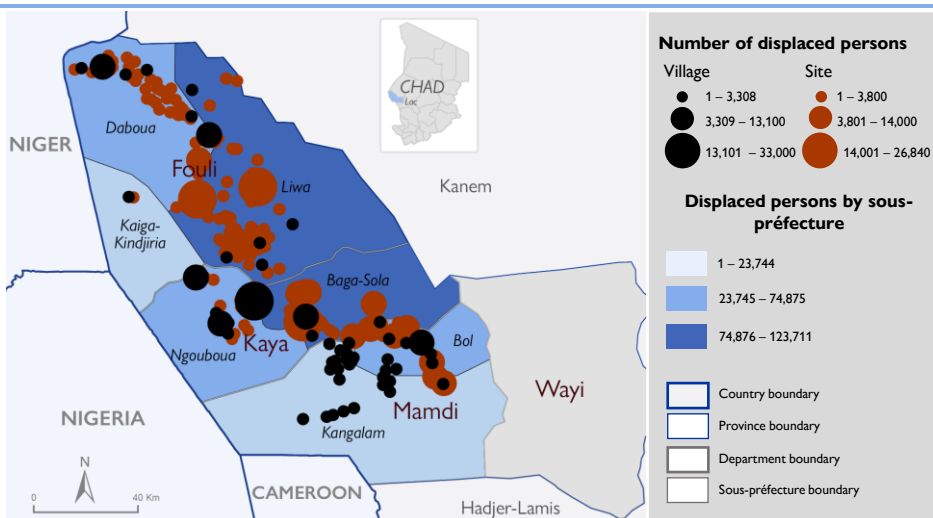 CHAD
Lac
NIGER
Daboua
Fouli
Liwa
Kanem
Kaiga-
Kindjiria
Baga-Sola
Ngouboua
Kaya
Bol
Wayi
Mamdi
NIGERIA
Kangalam
N
0
40 Km
CAMEROON
Hadjer-Lamis
Number of displaced persons
Village
Site
1 – 3,308
1 – 3,800
3,309 – 13,100
3,801 – 14,000
13,101 – 33,000
14,001 – 26,840
Displaced persons by sous-
préfecture
1 – 23,744
23,745 – 74,875
74,876 – 123,711
Country boundary
Province boundary
Department boundary
Sous-préfecture boundary